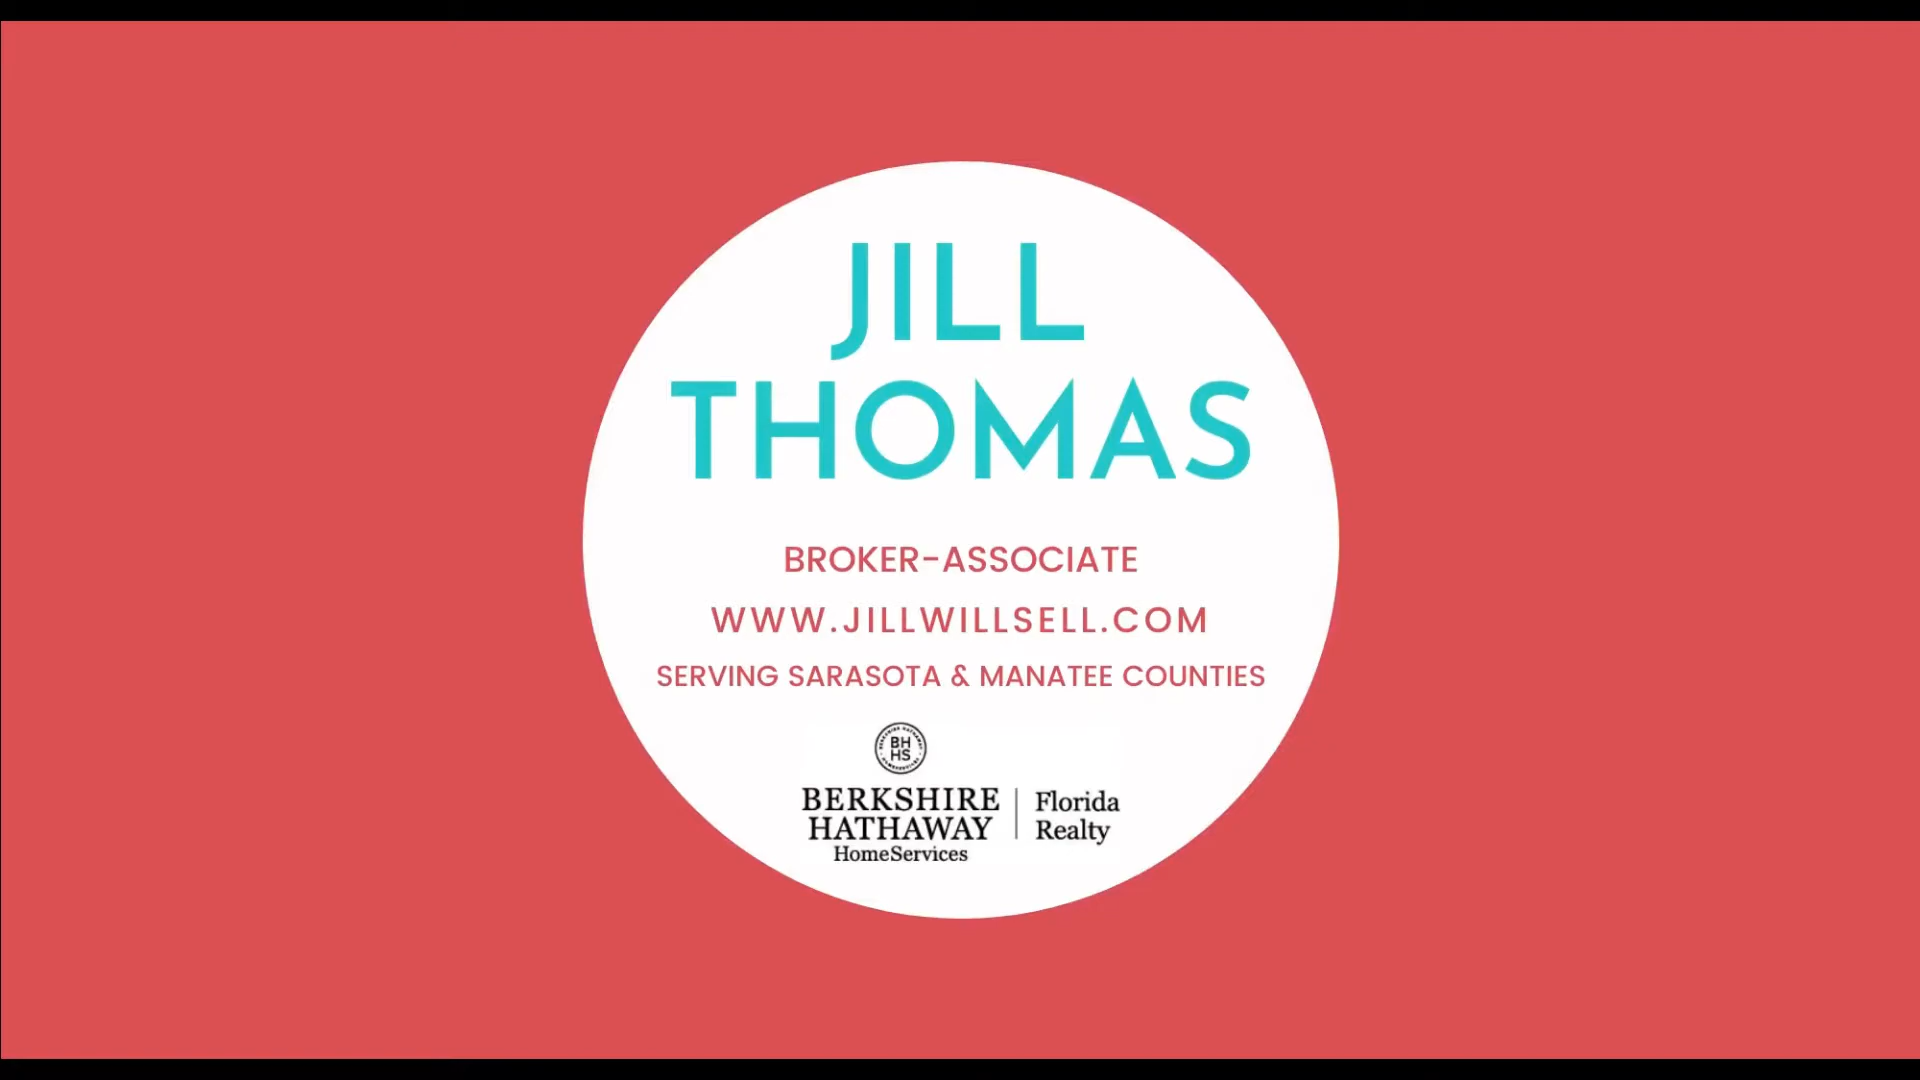 JILL
THOMAS
BROKER-ASSOCIATE
WWW.JILLWILLSELL.COM
SERVING SARASOTA & MANATEE COUNTIES
BH
HS
BERKSHIRE
HATHAWAY
HomeServices
Florida
Realty